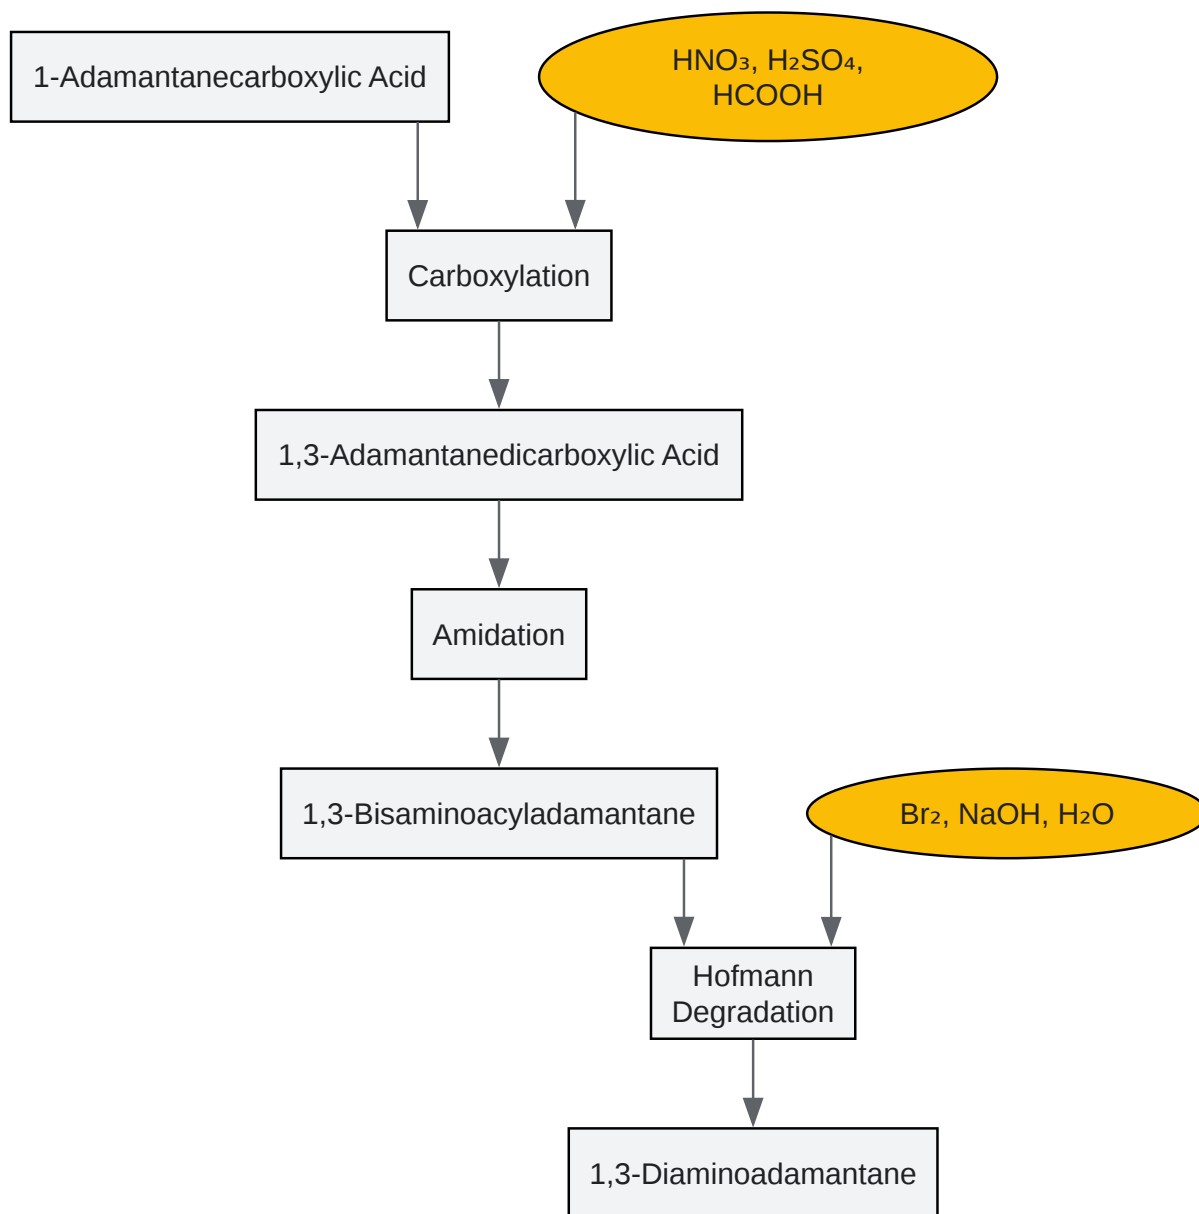 1-Adamantanecarboxylic Acid
HNO₃, H₂SO₄,
HCOOH
Carboxylation
1,3-Adamantanedicarboxylic Acid
Amidation
1,3-Bisaminoacyladamantane
Br₂, NaOH, H₂O
Hofmann
Degradation
1,3-Diaminoadamantane